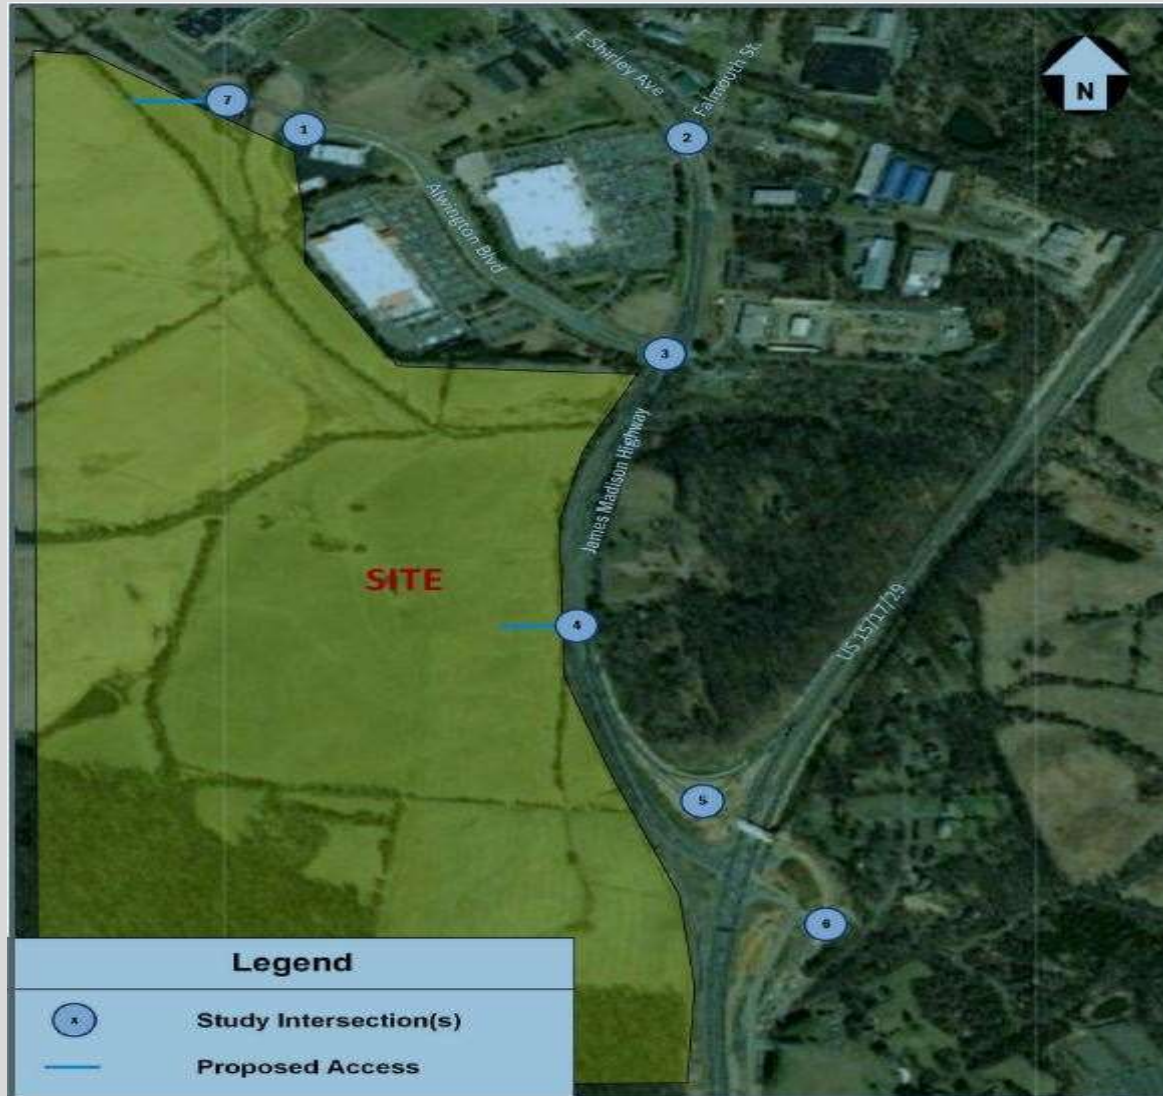 E Shirley Ave
Falmouth St.
N
7
1
2
Alwington Blvd
3
James Madison Highway
SITE
4
US 15/17/29
5
6
Legend
x
Study Intersection(s)
Proposed Access